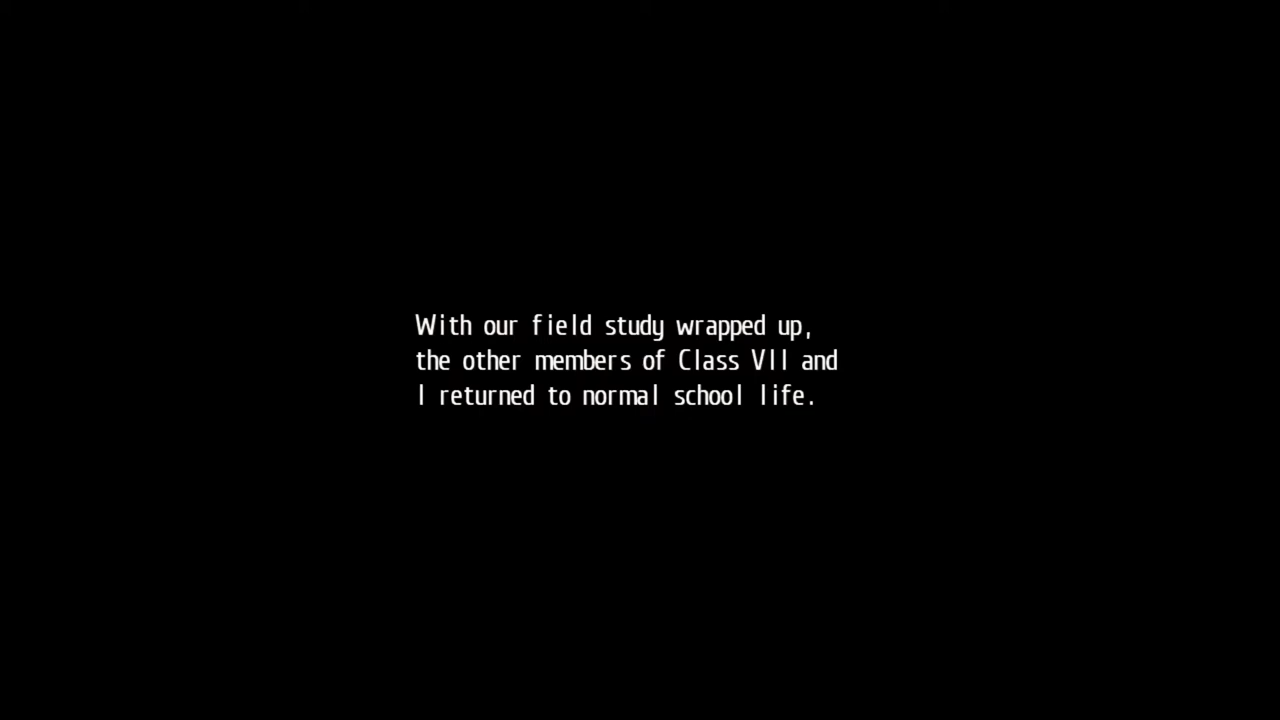 With our field study wrapped up,
the other members of Class VII and
I returned to normal school life.